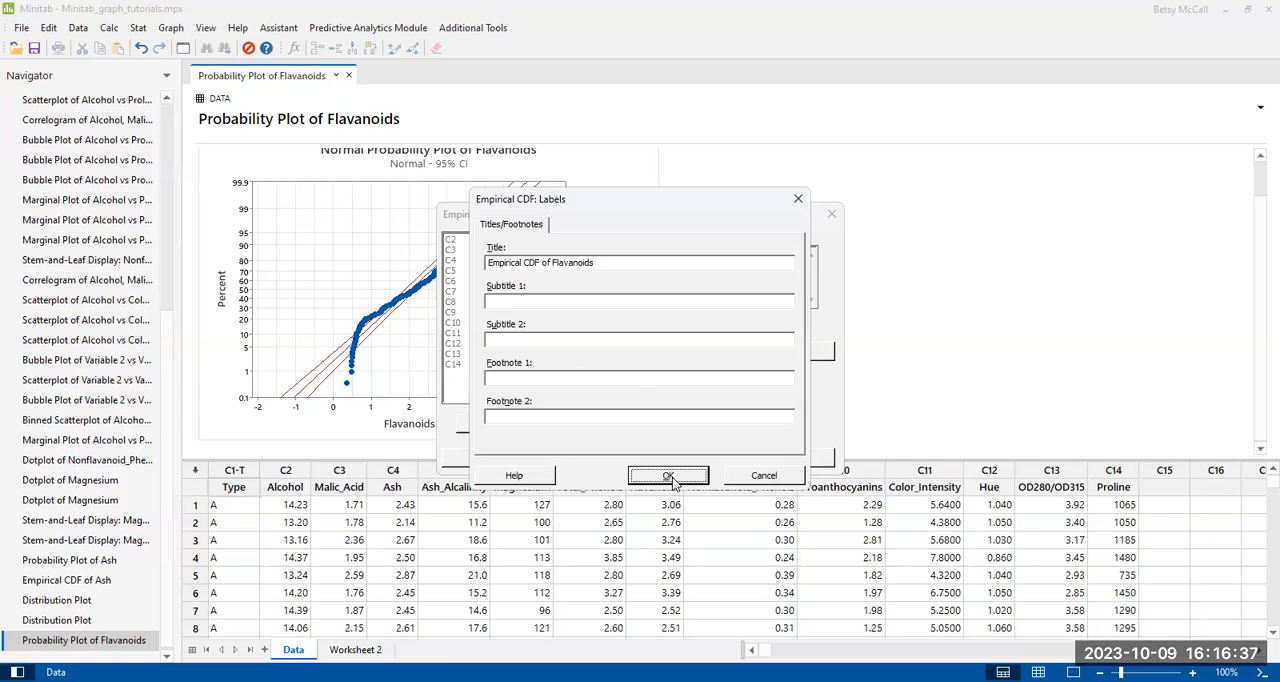 Minitab - Minitab_graph_tutorials.mpx
Betsy McCall
File Edit Data Calc Stat Graph View Help Assistant Predictive Analytics Module Additional Tools
Navigator
Scatterplot of Alcohol vs Prol...
Correlogram of Alcohol, Mali...
Bubble Plot of Alcohol vs Pro...
Bubble Plot of Alcohol vs Pro...
Bubble Plot of Alcohol vs Pro...
Marginal Plot of Alcohol vs P...
Marginal Plot of Alcohol vs P...
Marginal Plot of Alcohol vs P...
Stem-and-Leaf Display: Nonf...
Correlogram of Alcohol, Mali...
Scatterplot of Alcohol vs Col...
Scatterplot of Alcohol vs Col...
Scatterplot of Alcohol vs Col...
Bubble Plot of Variable 2 vs V...
Scatterplot of Variable 2 vs Va...
Bubble Plot of Variable 2 vs V...
Binned Scatterplot of Alcoho...
Marginal Plot of Alcohol vs P...
Dotplot of Nonflavanoid_Phe...
Dotplot of Magnesium
Dotplot of Magnesium
Stem-and-Leaf Display: Mag...
Stem-and-Leaf Display: Mag...
Probability Plot of Ash
Empirical CDF of Ash
Distribution Plot
Distribution Plot
Probability Plot of Flavanoids
Probability Plot of Flavanoids
DATA
Probability Plot of Flavanoids
Normal Probability Plot of Flavanoids
Normal - 95% CI
99.9
99
95
90
80
70
60
50
40
30
20
10
5
1
0.1
Percent
-2 -1 0 1 2
Flavanoids
Empiri
C2
C3
C4
C5
C6
C7
C8
C9
C10
C11
C12
C13
C14
Empirical CDF: Labels
Titles/Footnotes
Title:
Empirical CDF of Flavanoids
Subtitle 1:
Subtitle 2:
Footnote 1:
Footnote 2:
Help OK Cancel
C1-T C2 C3 C4 C11 C12 C13 C14 C15 C16 C
Type Alcohol Malic_Acid Ash Ash_Alcalin Color_Intensity Hue OD280/OD315 Proline
1 A 14.23 1.71 2.43 15.6 127 2.80 3.06 0.28 2.29 5.6400 1.040 3.92 1065
2 A 13.20 1.78 2.14 11.2 100 2.65 2.76 0.26 1.28 4.3800 1.050 3.40 1050
3 A 13.16 2.36 2.67 18.6 101 2.80 3.24 0.30 2.81 5.6800 1.030 3.17 1185
4 A 14.37 1.95 2.50 16.8 113 3.85 3.49 0.24 2.18 7.8000 0.860 3.45 1480
5 A 13.24 2.59 2.87 21.0 118 2.80 2.69 0.39 1.82 4.3200 1.040 2.93 735
6 A 14.20 1.76 2.45 15.2 112 3.27 3.39 0.34 1.97 6.7500 1.050 2.85 1450
7 A 14.39 1.87 2.45 14.6 96 2.50 2.52 0.30 1.98 5.2500 1.020 3.58 1290
8 A 14.06 2.15 2.61 17.6 121 2.60 2.51 0.31 1.25 5.0500 1.060 3.58 1295
Data Worksheet 2
2023-10-09 16:16:37
Data
100%